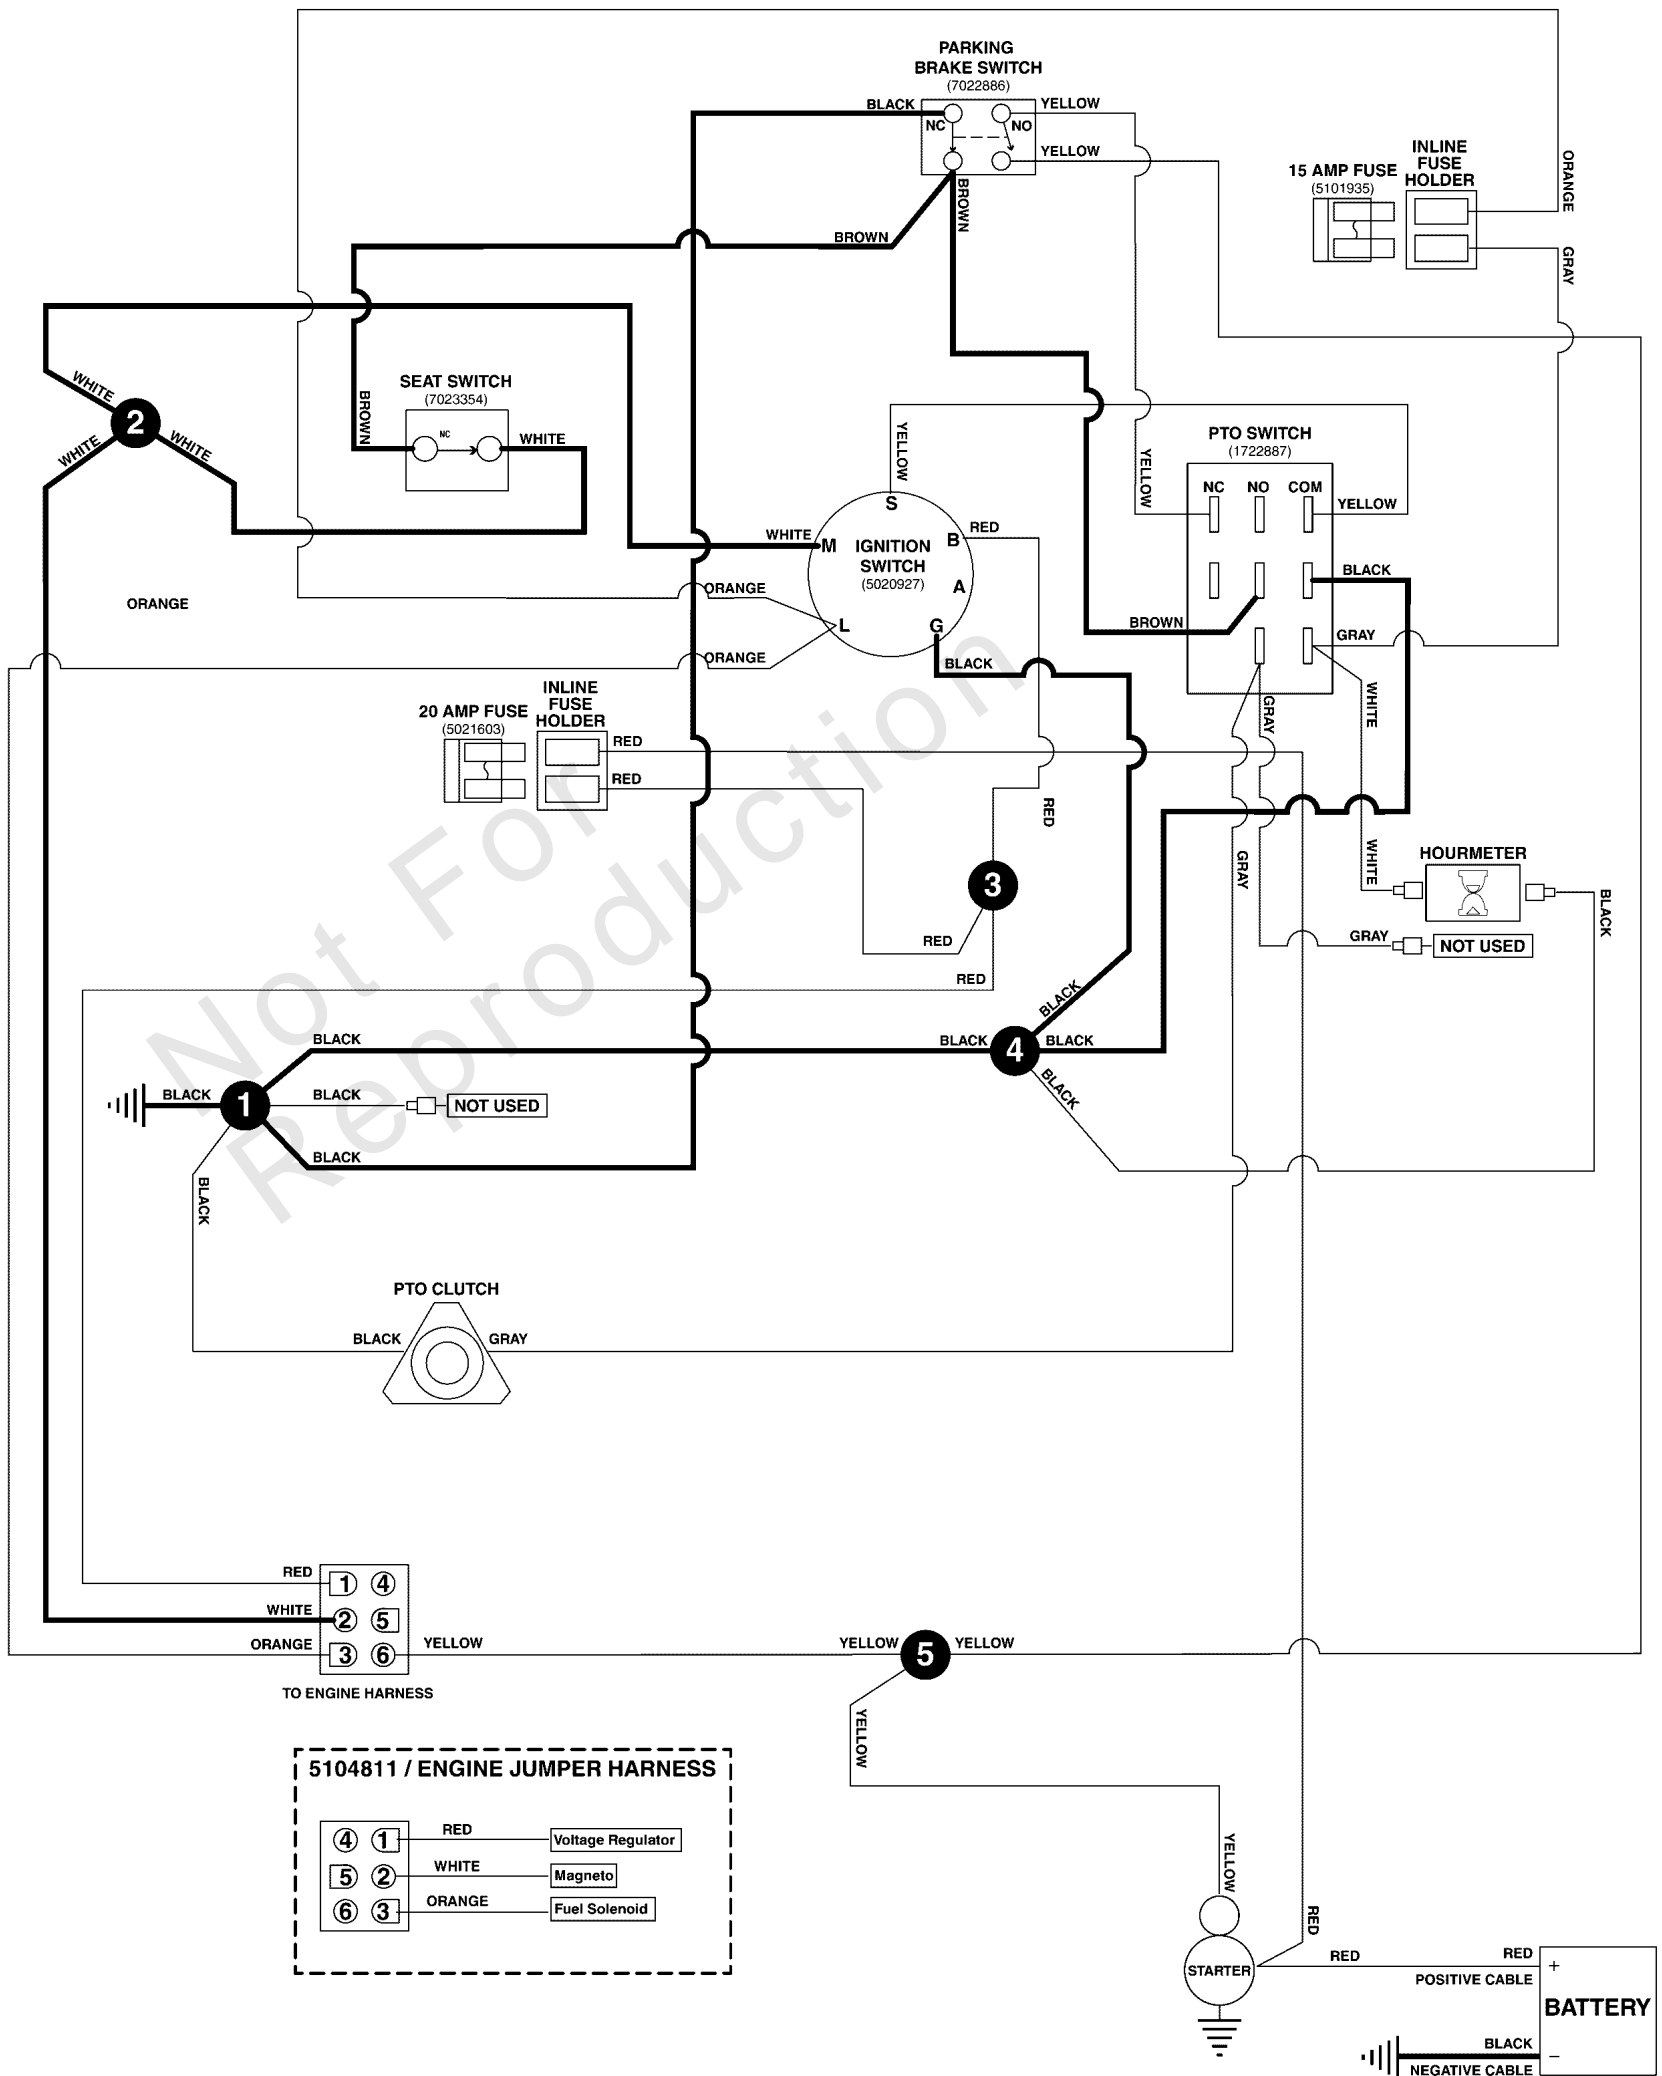 PARKING
BRAKE SWITCH
(7022886)
BLACK
YELLOW
NC
NO
YELLOW
BROWN
BROWN
15 AMP FUSE
(5101935)
INLINE
FUSE
HOLDER
ORANGE
GRAY
WHITE
2
WHITE
WHITE
SEAT SWITCH
(7023354)
BROWN
NC
WHITE
YELLOW
YELLOW
PTO SWITCH
(1722887)
NC
NO
COM
YELLOW
BLACK
BROWN
GRAY
WHITE
GRAY
S
RED
WHITE
M
IGNITION
SWITCH
(5020927)
B
A
ORANGE
ORANGE
L
G
BLACK
ORANGE
20 AMP FUSE
(5021603)
INLINE
FUSE
HOLDER
RED
RED
RED
Not For
Reproduction
3
RED
RED
GRAY
WHITE
HOURMETER
BLACK
GRAY
NOT USED
BLACK
BLACK
BLACK
4
BLACK
BLACK
BLACK
1
BLACK
NOT USED
BLACK
BLACK
PTO CLUTCH
BLACK
GRAY
RED
1
4
WHITE
2
5
ORANGE
3
6
YELLOW
YELLOW
5
YELLOW
TO ENGINE HARNESS
YELLOW
5104811 / ENGINE JUMPER HARNESS
4
1
RED
Voltage Regulator
5
2
WHITE
Magneto
6
3
ORANGE
Fuel Solenoid
YELLOW
RED
STARTER
RED
RED
+
POSITIVE CABLE
BATTERY
BLACK
–
NEGATIVE CABLE